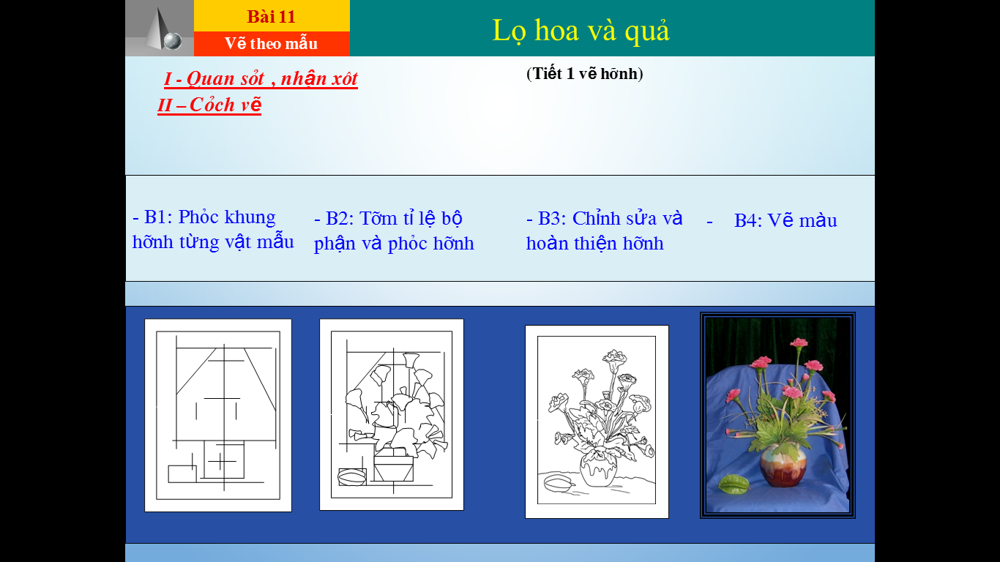 Bài 11
Vẽ theo mẫu
Lọ hoa và quả
(Tiết 1 vẽ hỡnh)
I - Quan sỏt , nhận xột
II – Cỏch vẽ
- B1: Phỏc khung
hỡnh từng vật mẫu
- B2: Tỡm tỉ lệ bộ
phận và phỏc hỡnh
- B3: Chỉnh sửa và
hoàn thiện hỡnh
- B4: Vẽ màu